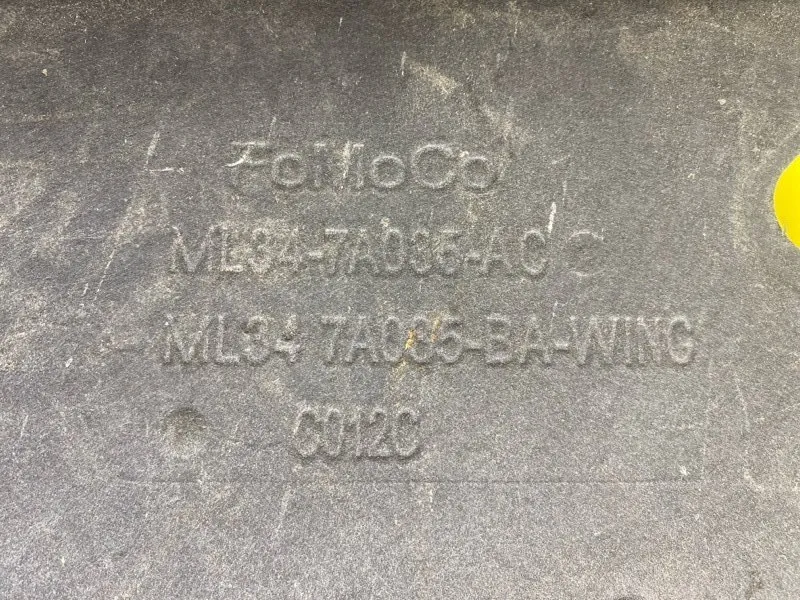 FoMoCo
ML34-7A035-AC
ML34 7A035-BA-WING
C012C